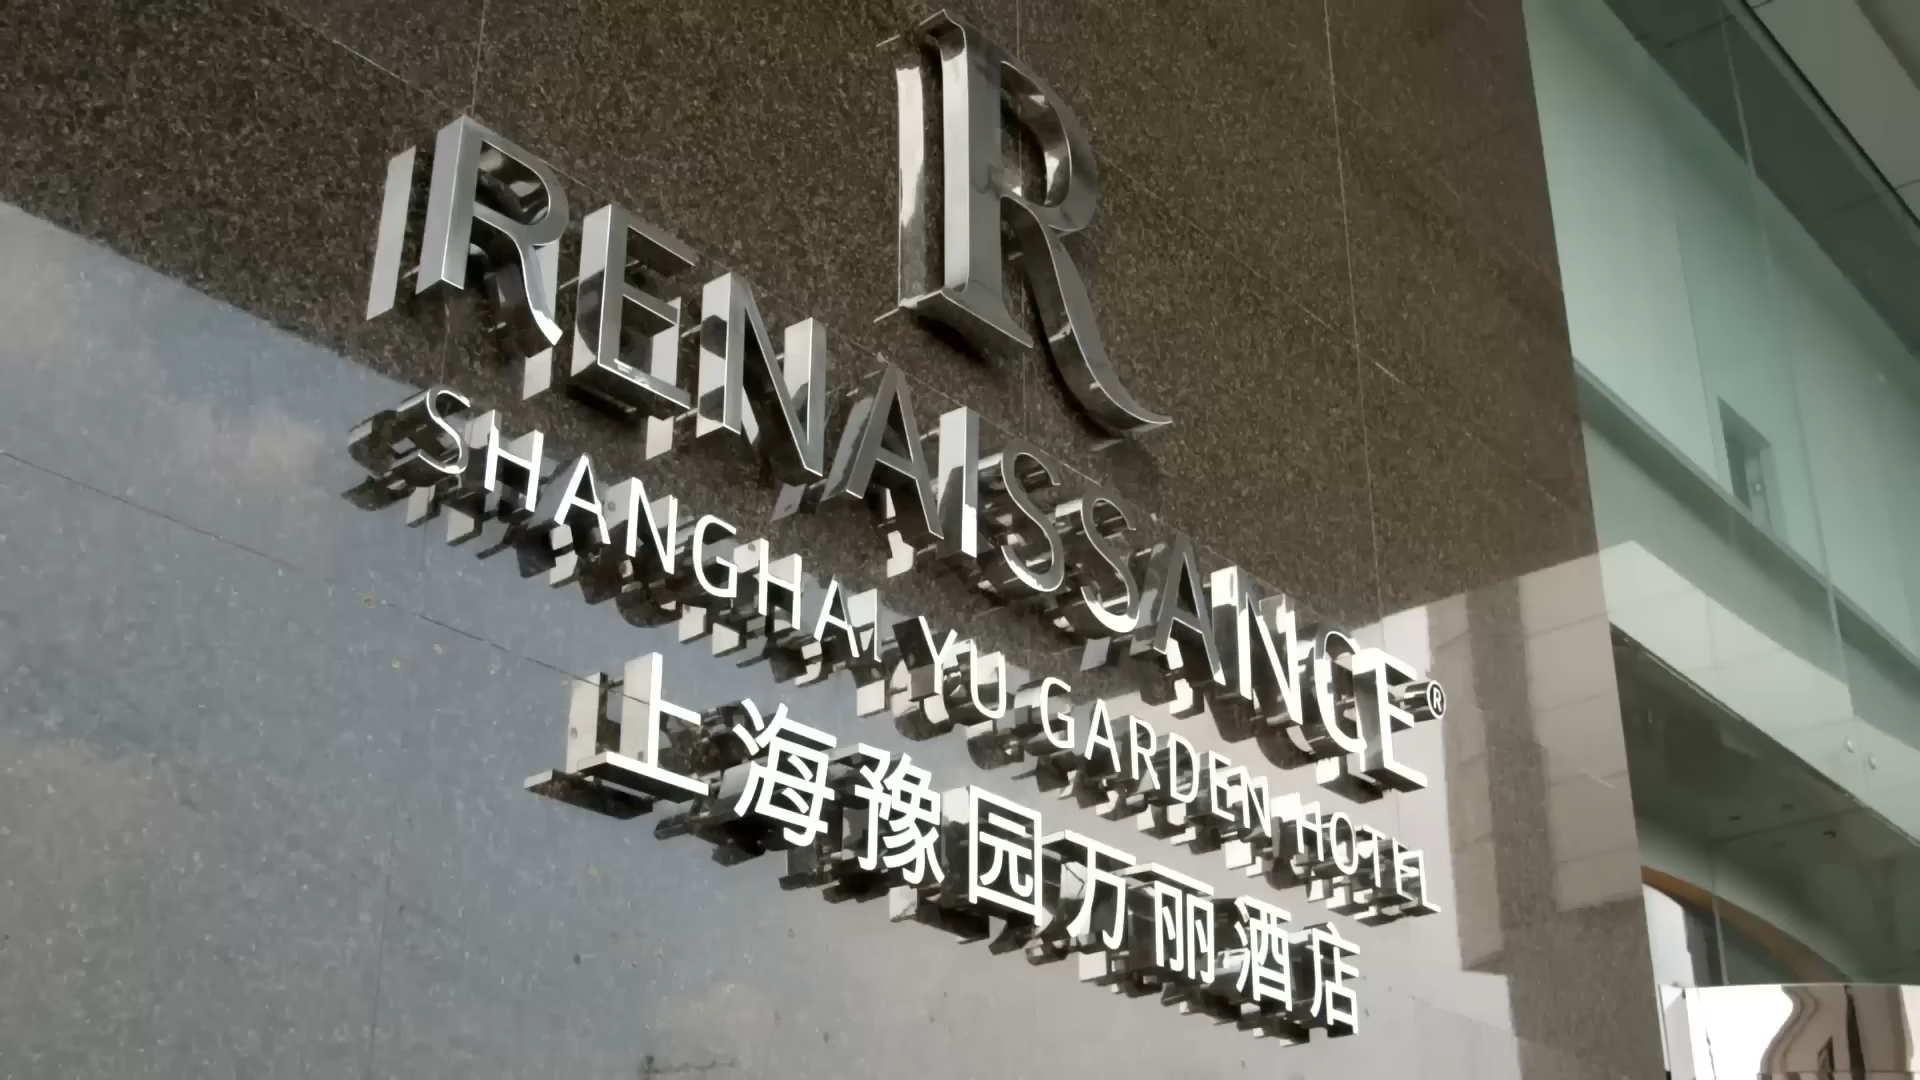 R
RENAISSANCE®
SHANGHAI YU GARDEN HOTEL
上海豫园万丽酒店